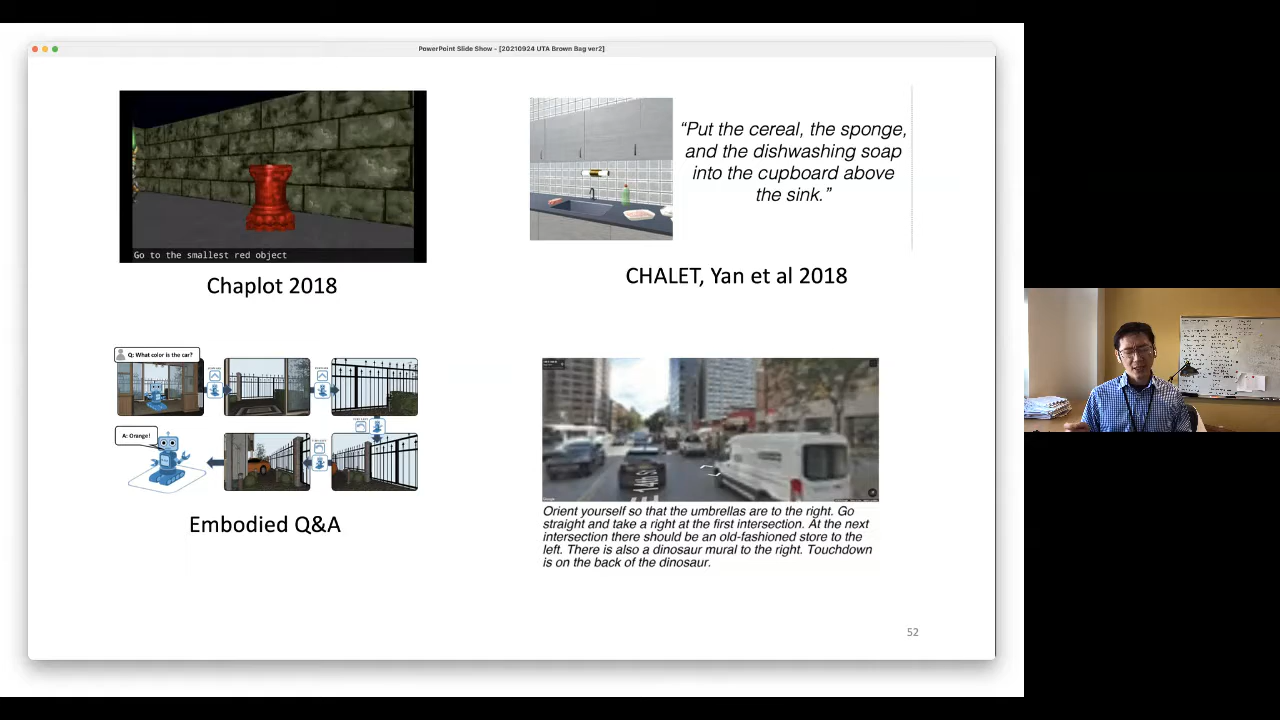 PowerPoint Slide Show - [20210924 UTA Brown Bag ver2]
Go to the smallest red object
Chaplot 2018
“Put the cereal, the sponge,
and the dishwashing soap
into the cupboard above
the sink.”
CHALET, Yan et al 2018
Q: What color is the car?
A: Orange!
Embodied Q&A
E 14th St
Orient yourself so that the umbrellas are to the right. Go
straight and take a right at the first intersection. At the next
intersection there should be an old-fashioned store to the
left. There is also a dinosaur mural to the right. Touchdown
is on the back of the dinosaur.
52